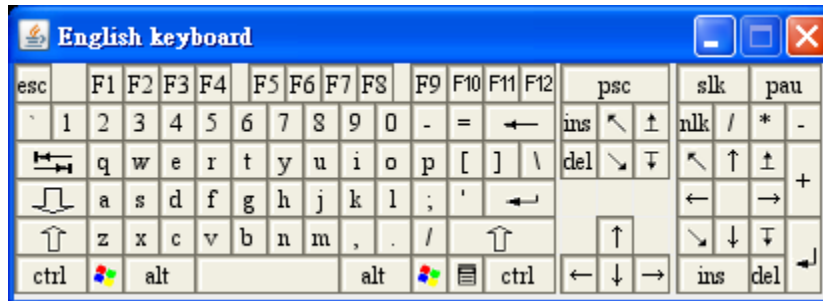 English keyboard
esc F1 F2 F3 F4 F5 F6 F7 F8 F9 F10 F11 F12 psc slk pau
` 1 2 3 4 5 6 7 8 9 0 - = ← ins ↖ ↥ nlk / * -
q w e r t y u i o p [ ] \ del ↘ ↧ ↖ ↑ ↥ +
a s d f g h j k l ; ' ↵ ← →
⇧ z x c v b n m , . / ⇧ ↑ ↘ ↓ ↧ ↵
ctrl alt alt ctrl ← ↓ → ins del